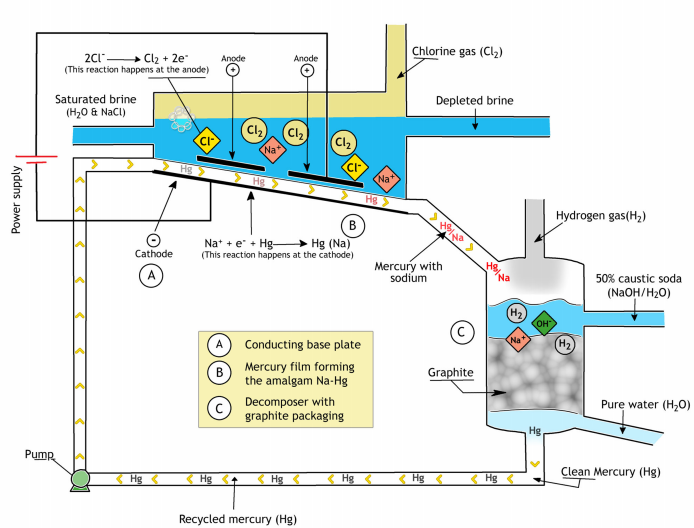 2Cl⁻ → Cl₂ + 2e⁻
(This reaction happens at the anode)
Anode
+
Anode
+
Chlorine gas (Cl₂)
Saturated brine
(H₂O & NaCl)
Depleted brine
Cl⁻
Cl₂
Na⁺
Cl₂
Cl₂
Cl⁻
Na⁺
Hg
Hg
Hg
Power supply
−
Cathode
A
Na⁺ + e⁻ + Hg → Hg (Na)
(This reaction happens at the cathode)
B
Hg/Na
Mercury with
sodium
Hg/Na
Hydrogen gas(H₂)
50% caustic soda
(NaOH/H₂O)
H₂
OH⁻
Na⁺
H₂
C
Graphite
A Conducting base plate
B Mercury film forming
the amalgam Na-Hg
C Decomposer with
graphite packaging
Pure water (H₂O)
Hg
Pump
Hg Hg Hg Hg Hg Hg
Clean Mercury (Hg)
Recycled mercury (Hg)